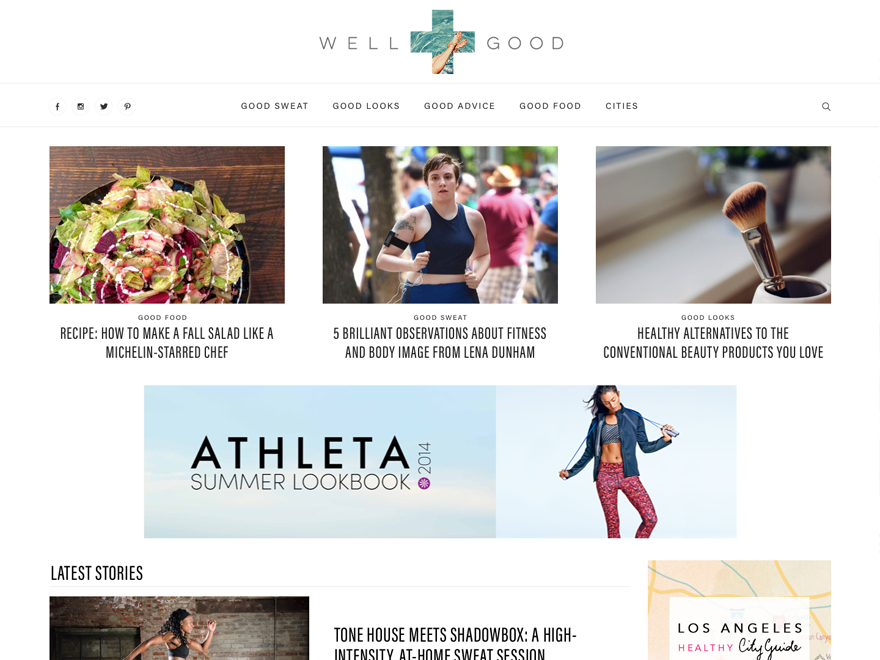 WELL GOOD
GOOD SWEAT GOOD LOOKS GOOD ADVICE GOOD FOOD CITIES
GOOD FOOD
RECIPE: HOW TO MAKE A FALL SALAD LIKE A
MICHELIN-STARRED CHEF
GOOD SWEAT
5 BRILLIANT OBSERVATIONS ABOUT FITNESS
AND BODY IMAGE FROM LENA DUNHAM
GOOD LOOKS
HEALTHY ALTERNATIVES TO THE
CONVENTIONAL BEAUTY PRODUCTS YOU LOVE
ATHLETA
SUMMER LOOKBOOK 2014
LATEST STORIES
TONE HOUSE MEETS SHADOWBOX: A HIGH-
INTENSITY, AT-HOME SWEAT SESSION
LOS ANGELES
HEALTHY City Guide